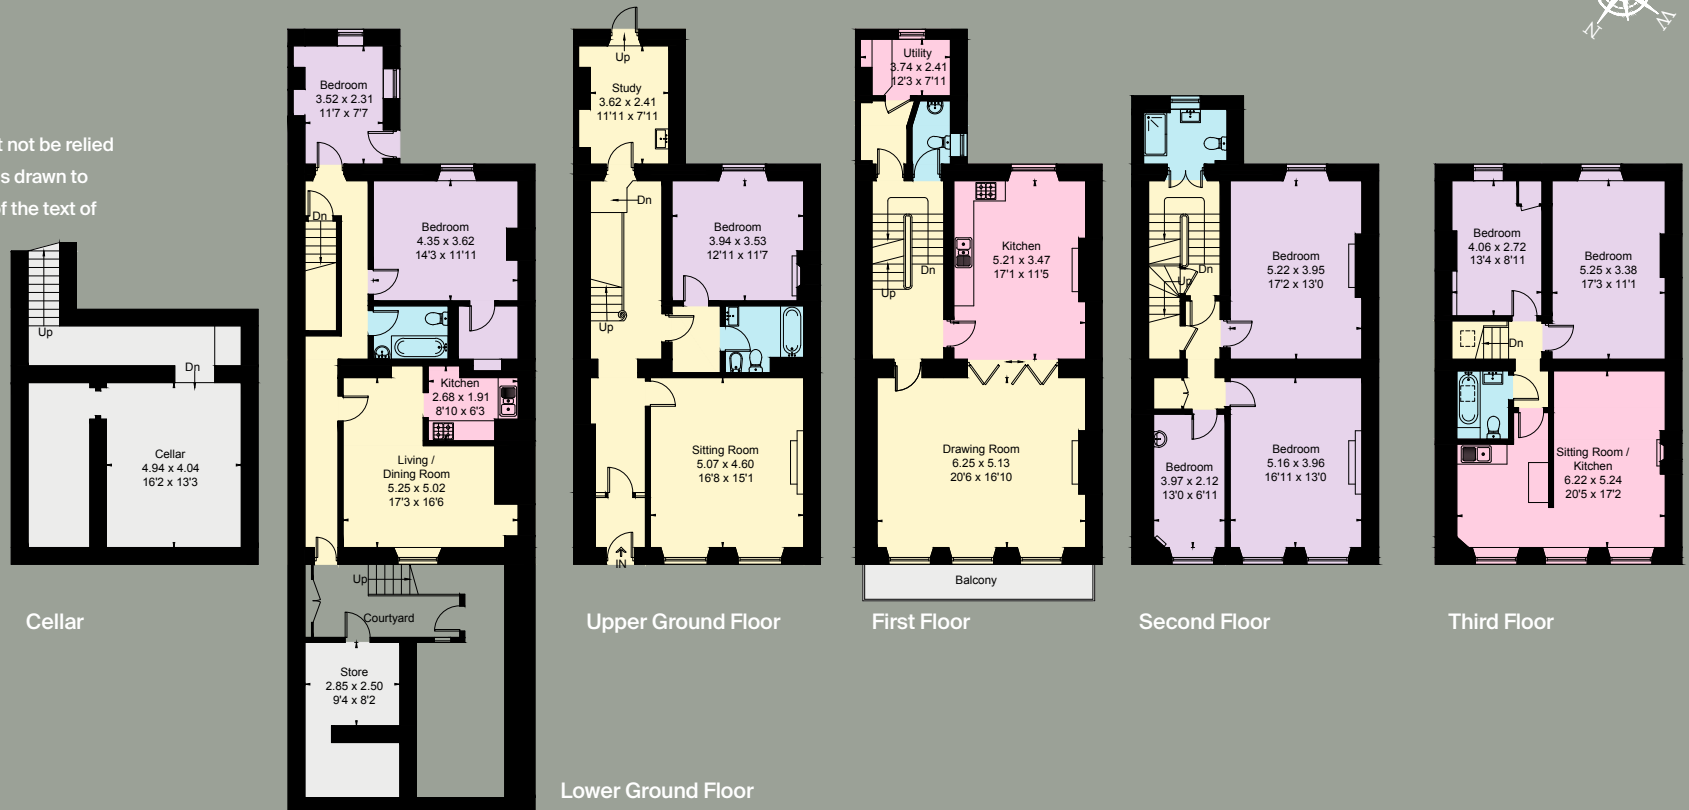 t not be relied
s drawn to
of the text of
Up
Dn
Cellar
4.94 x 4.04
16'2 x 13'3
Cellar
Bedroom
3.52 x 2.31
11'7 x 7'7
Dn
Bedroom
4.35 x 3.62
14'3 x 11'11
Kitchen
2.68 x 1.91
8'10 x 6'3
Living /
Dining Room
5.25 x 5.02
17'3 x 16'6
Up
Courtyard
Store
2.85 x 2.50
9'4 x 8'2
Lower Ground Floor
Up
Study
3.62 x 2.41
11'11 x 7'11
Dn
Bedroom
3.94 x 3.53
12'11 x 11'7
Up
Sitting Room
5.07 x 4.60
16'8 x 15'1
IN
Upper Ground Floor
Utility
3.74 x 2.41
12'3 x 7'11
Kitchen
5.21 x 3.47
17'1 x 11'5
Dn
Up
Drawing Room
6.25 x 5.13
20'6 x 16'10
Balcony
First Floor
Bedroom
5.22 x 3.95
17'2 x 13'0
Dn
Up
Bedroom
3.97 x 2.12
13'0 x 6'11
Bedroom
5.16 x 3.96
16'11 x 13'0
Second Floor
N
W
Bedroom
4.06 x 2.72
13'4 x 8'11
Bedroom
5.25 x 3.38
17'3 x 11'1
Dn
Sitting Room /
Kitchen
6.22 x 5.24
20'5 x 17'2
Third Floor